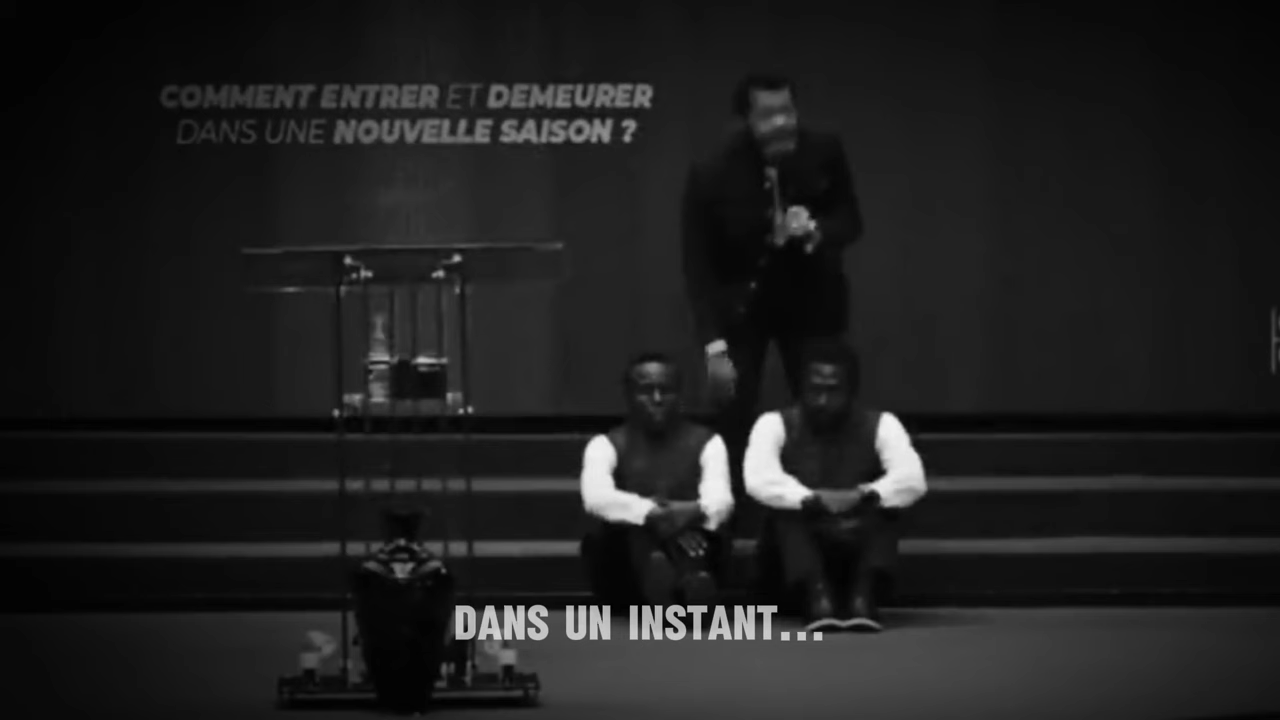 COMMENT ENTRER ET DEMEURER
DANS UNE NOUVELLE SAISON ?
DANS UN INSTANT...